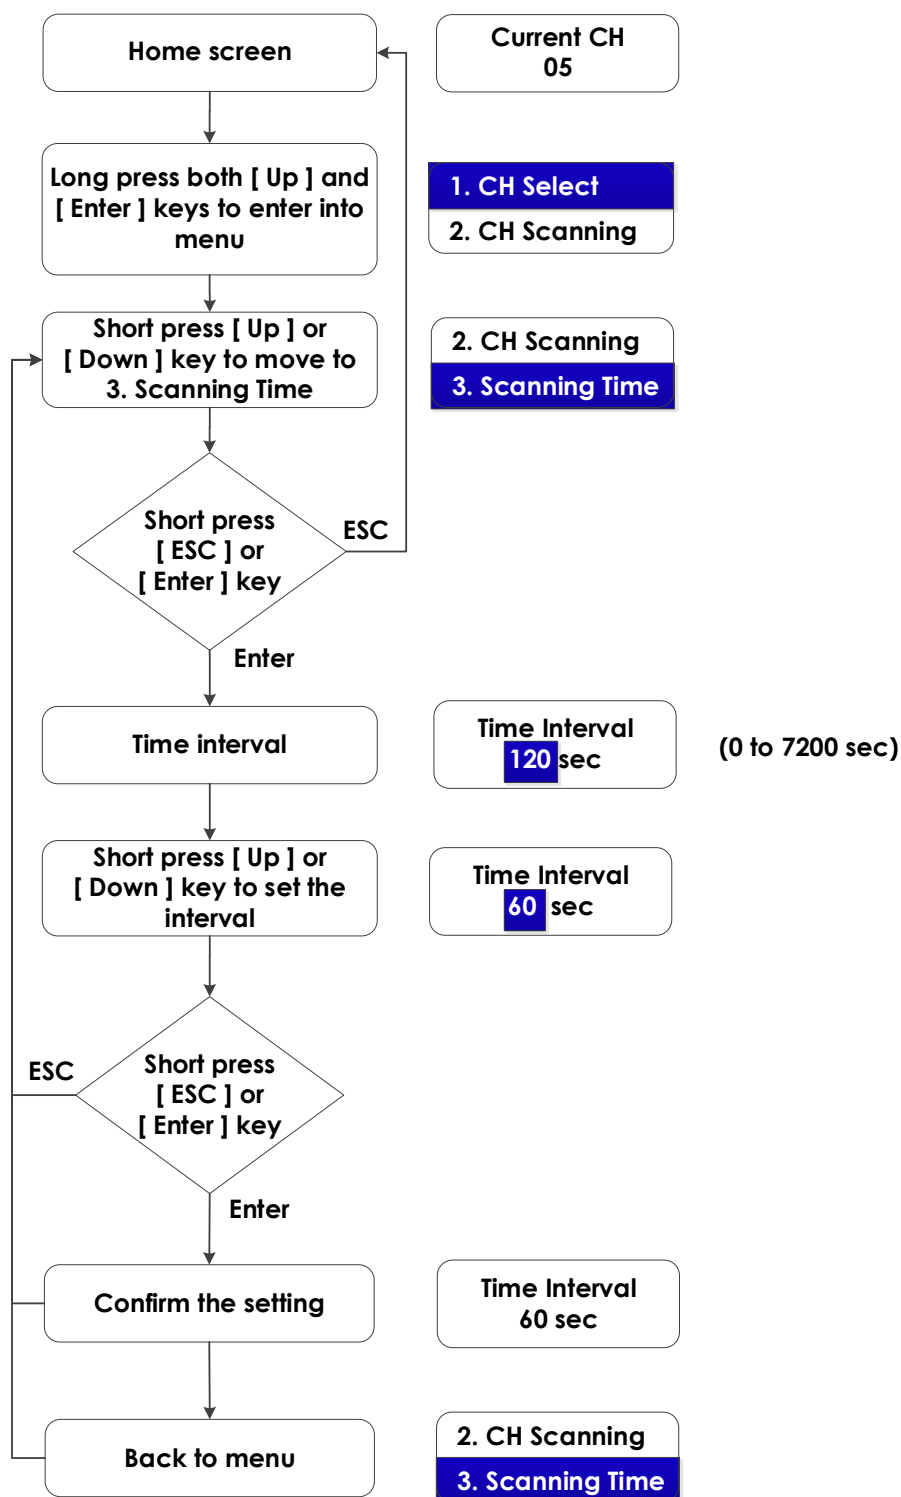 Home screen
Current CH
05
Long press both [ Up ] and
[ Enter ] keys to enter into
menu
1. CH Select
2. CH Scanning
Short press [ Up ] or
[ Down ] key to move to
3. Scanning Time
2. CH Scanning
3. Scanning Time
Short press
[ ESC ] or
[ Enter ] key
ESC
Enter
Time interval
Time Interval
120 sec
(0 to 7200 sec)
Short press [ Up ] or
[ Down ] key to set the
interval
Time Interval
60 sec
ESC
Short press
[ ESC ] or
[ Enter ] key
Enter
Confirm the setting
Time Interval
60 sec
Back to menu
2. CH Scanning
3. Scanning Time